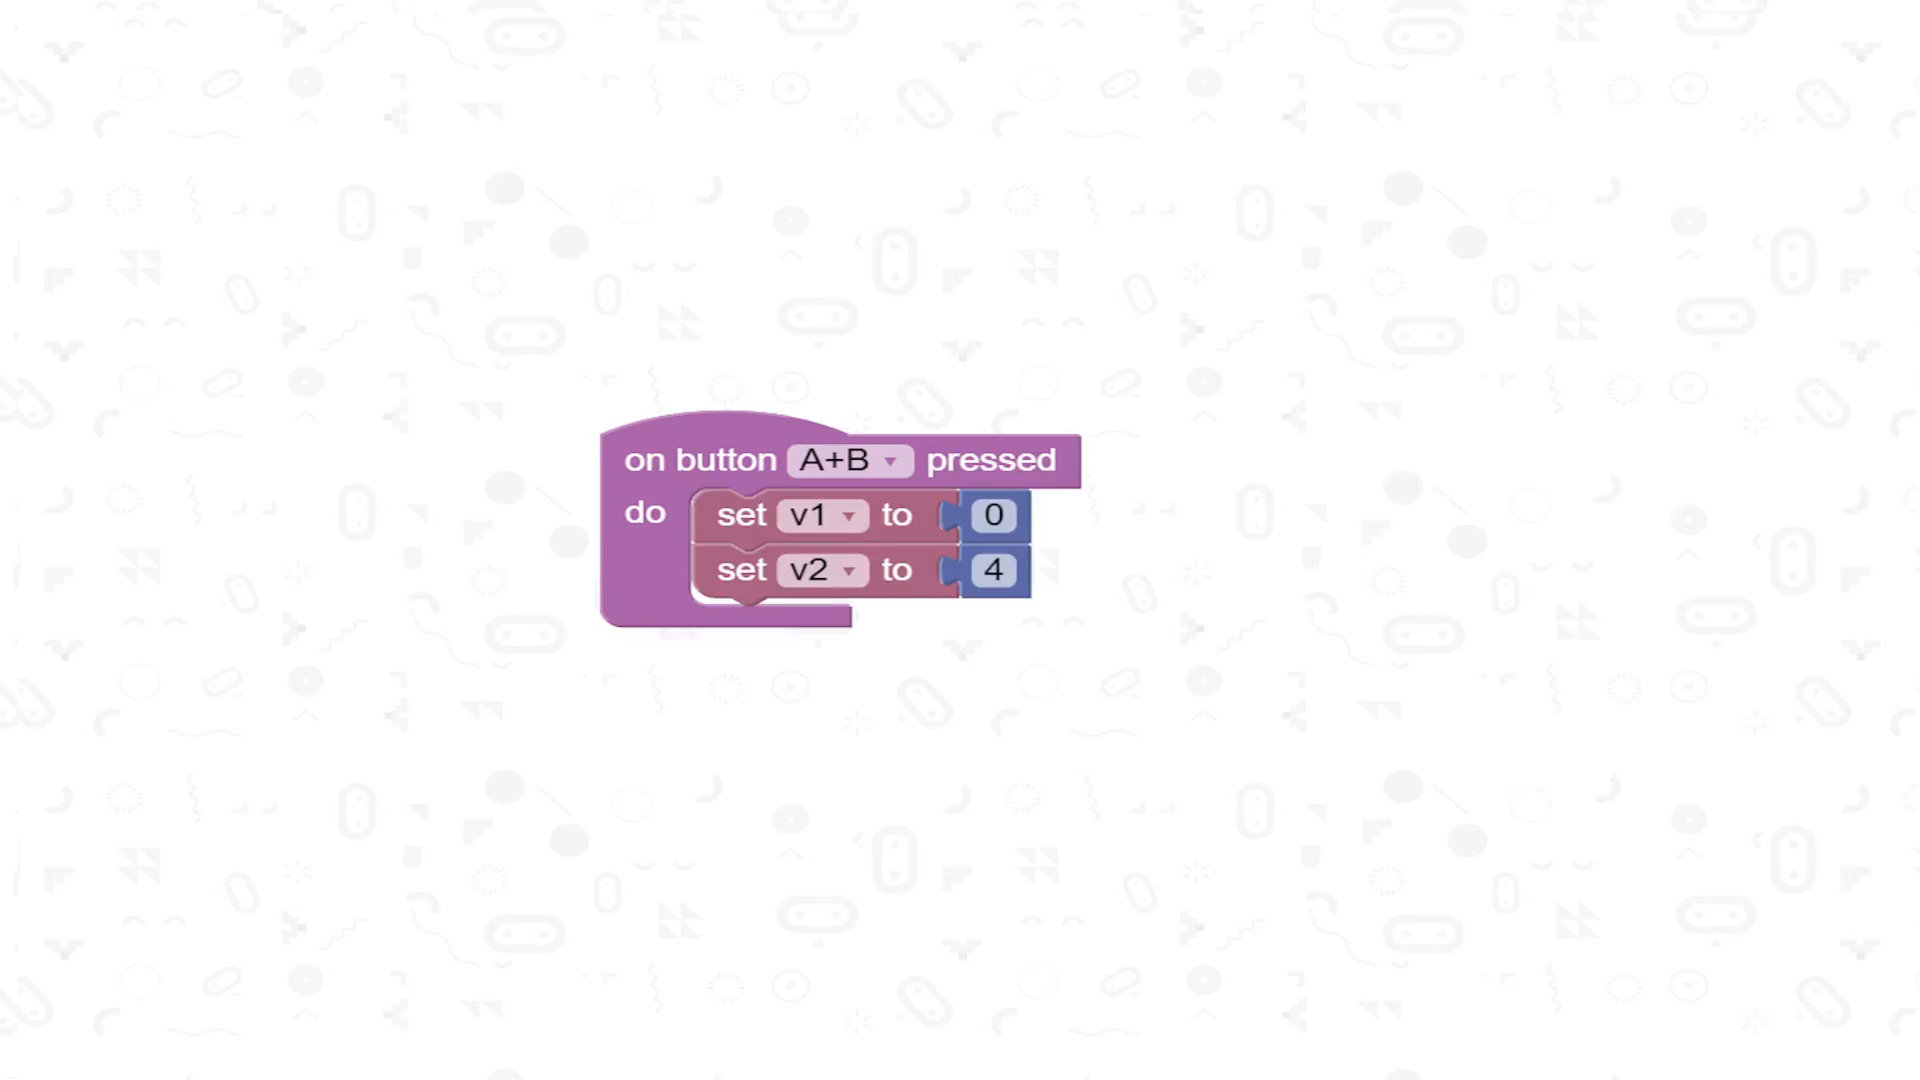 on button A+B pressed
do set v1 to 0
set v2 to 4